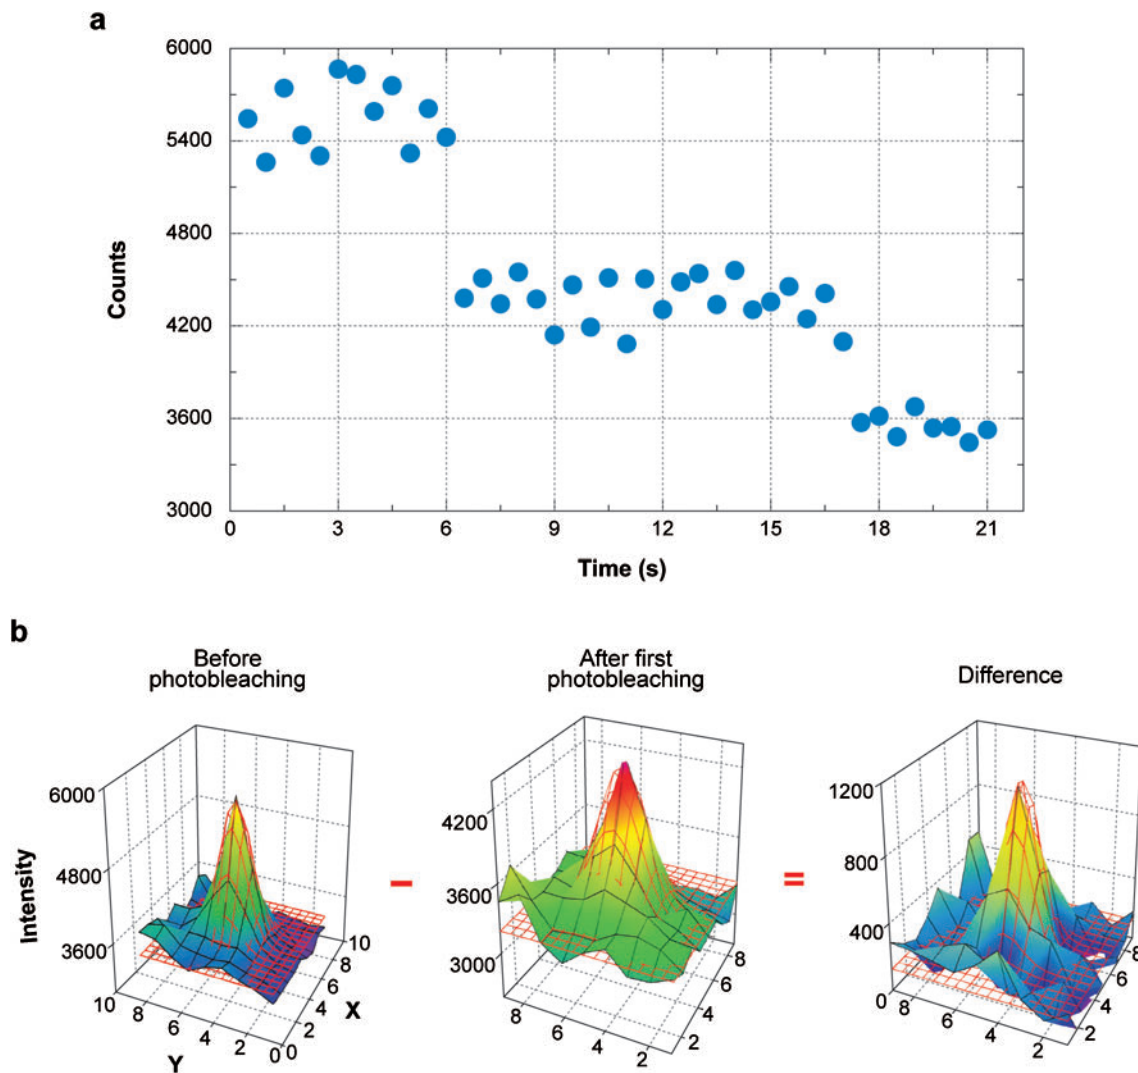 a
6000
5400
4800
4200
3600
3000
Counts
0 3 6 9 12 15 18 21
Time (s)
b
Before
photobleaching
After first
photobleaching
Difference
6000
4800
3600
Intensity
10 8 6 4 2 0
Y
0 2 4 6 8 10
X
−
4200
3600
3000
8 6 4 2
2 4 6 8
=
1200
800
400
0
8 6 4 2
2 4 6 8